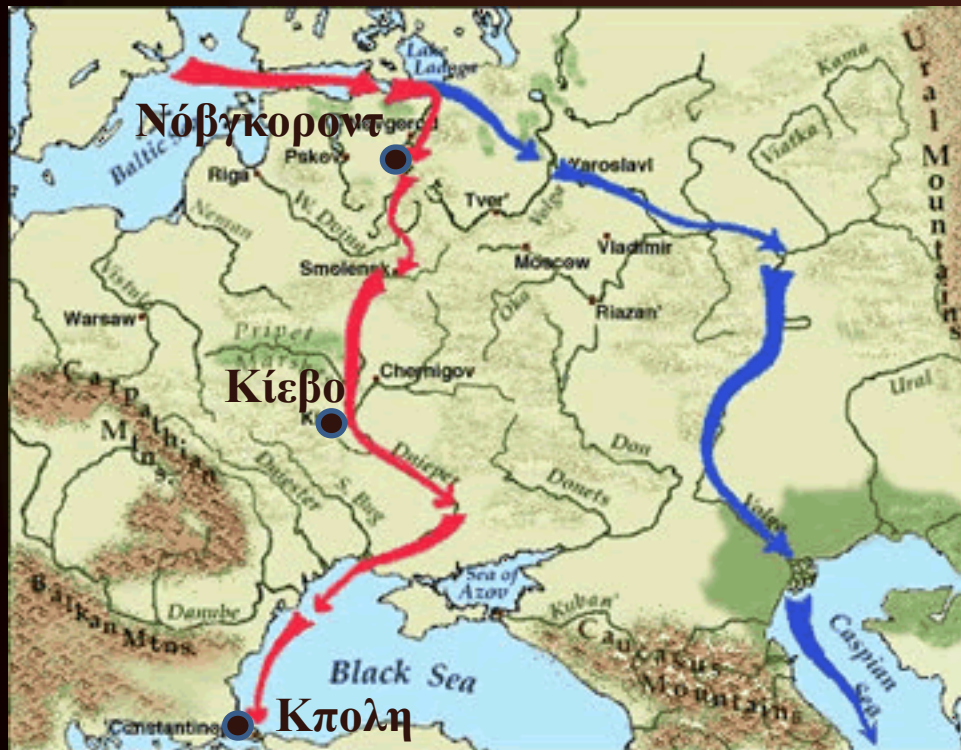 Lake
Ladoga
Kama
Ural Mountains
Νόβγκοροντ
Viatka
Baltic
Pskov
Yaroslavl
Riga
Tver'
Volga
Neman
W. Dvina
Vladimir
Moscow
Smolensk
Vistula
Oka
Riazan'
Warsaw
Pripet
Marsh
Carpathian
Mtns.
Chernigov
Ural
Κίεβο
Don
Dnieper
Donets
Dniester
S. Bug
Volga
Sea of
Azov
Balkan Mtns.
Danube
Kuban'
Caucasus
Mountains
Caspian
Sea
Black Sea
Κπολη